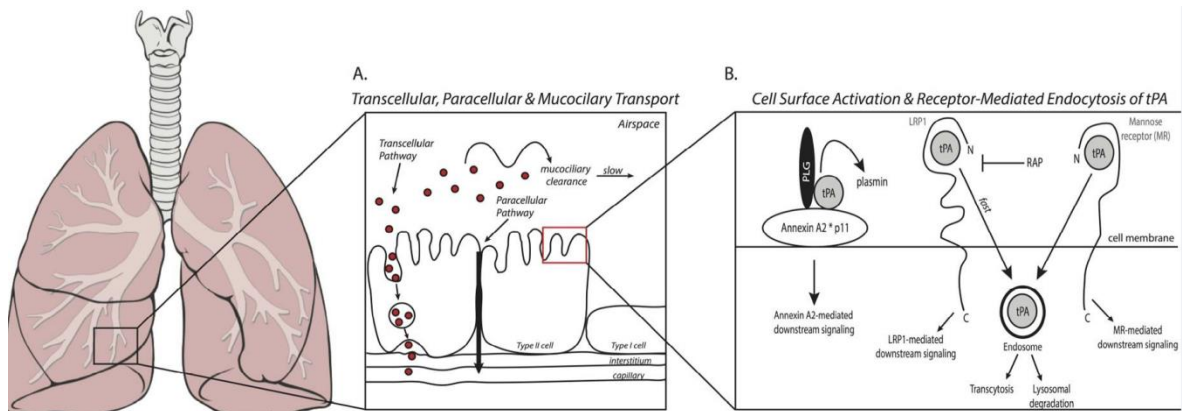 A.
Transcellular, Paracellular & Mucocilary Transport
Airspace
Transcellular
Pathway
mucociliary
clearance
slow
Paracellular
Pathway
Type II cell
Type I cell
interstitium
capillary
B.
Cell Surface Activation & Receptor-Mediated Endocytosis of tPA
PLG
tPA
plasmin
Annexin A2 * p11
LRP1
tPA
N
RAP
fast
Mannose
receptor (MR)
N
tPA
cell membrane
Annexin A2-mediated
downstream signaling
C
LRP1-mediated
downstream signaling
tPA
Endosome
C
MR-mediated
downstream signaling
Transcytosis
Lysosomal
degradation